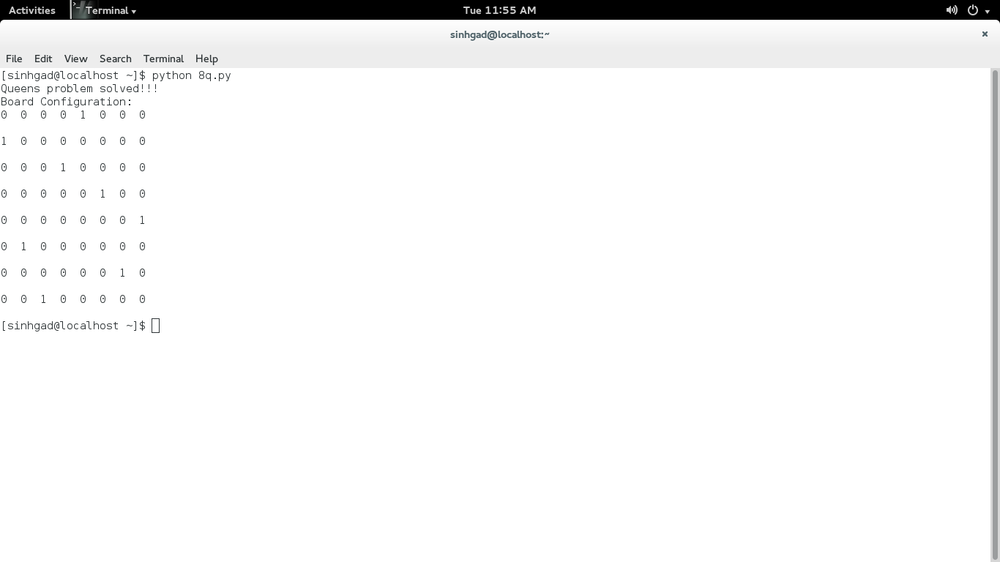 Activities Terminal Tue 11:55 AM
sinhgad@localhost:~
File Edit View Search Terminal Help
[sinhgad@localhost ~]$ python 8q.py
Queens problem solved!!!
Board Configuration:
0 0 0 0 1 0 0 0
1 0 0 0 0 0 0 0
0 0 0 1 0 0 0 0
0 0 0 0 0 1 0 0
0 0 0 0 0 0 0 1
0 1 0 0 0 0 0 0
0 0 0 0 0 0 1 0
0 0 1 0 0 0 0 0
[sinhgad@localhost ~]$